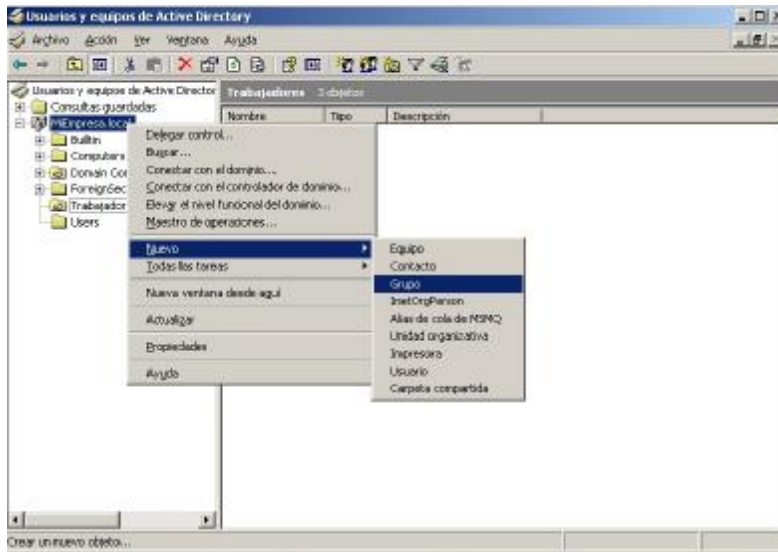 Usuarios y equipos de Active Directory
Archivo Acción Ver Ventana Ayuda
Usuarios y equipos de Active Director
Consultas guardadas
MiEmpresa.local
Builtin
Computers
Domain Con
ForeignSec
Trabajador
Users
Trabajadores 3 objetos
Nombre Tipo Descripción
Delegar control...
Buscar...
Conectar con el dominio...
Conectar con el controlador de dominio...
Elevar el nivel funcional del dominio...
Maestro de operaciones...
Nuevo
Todas las tareas
Nueva ventana desde aquí
Actualizar
Propiedades
Ayuda
Equipo
Contacto
Grupo
InetOrgPerson
Alias de cola de MSMQ
Unidad organizativa
Impresora
Usuario
Carpeta compartida
Crear un nuevo objeto...